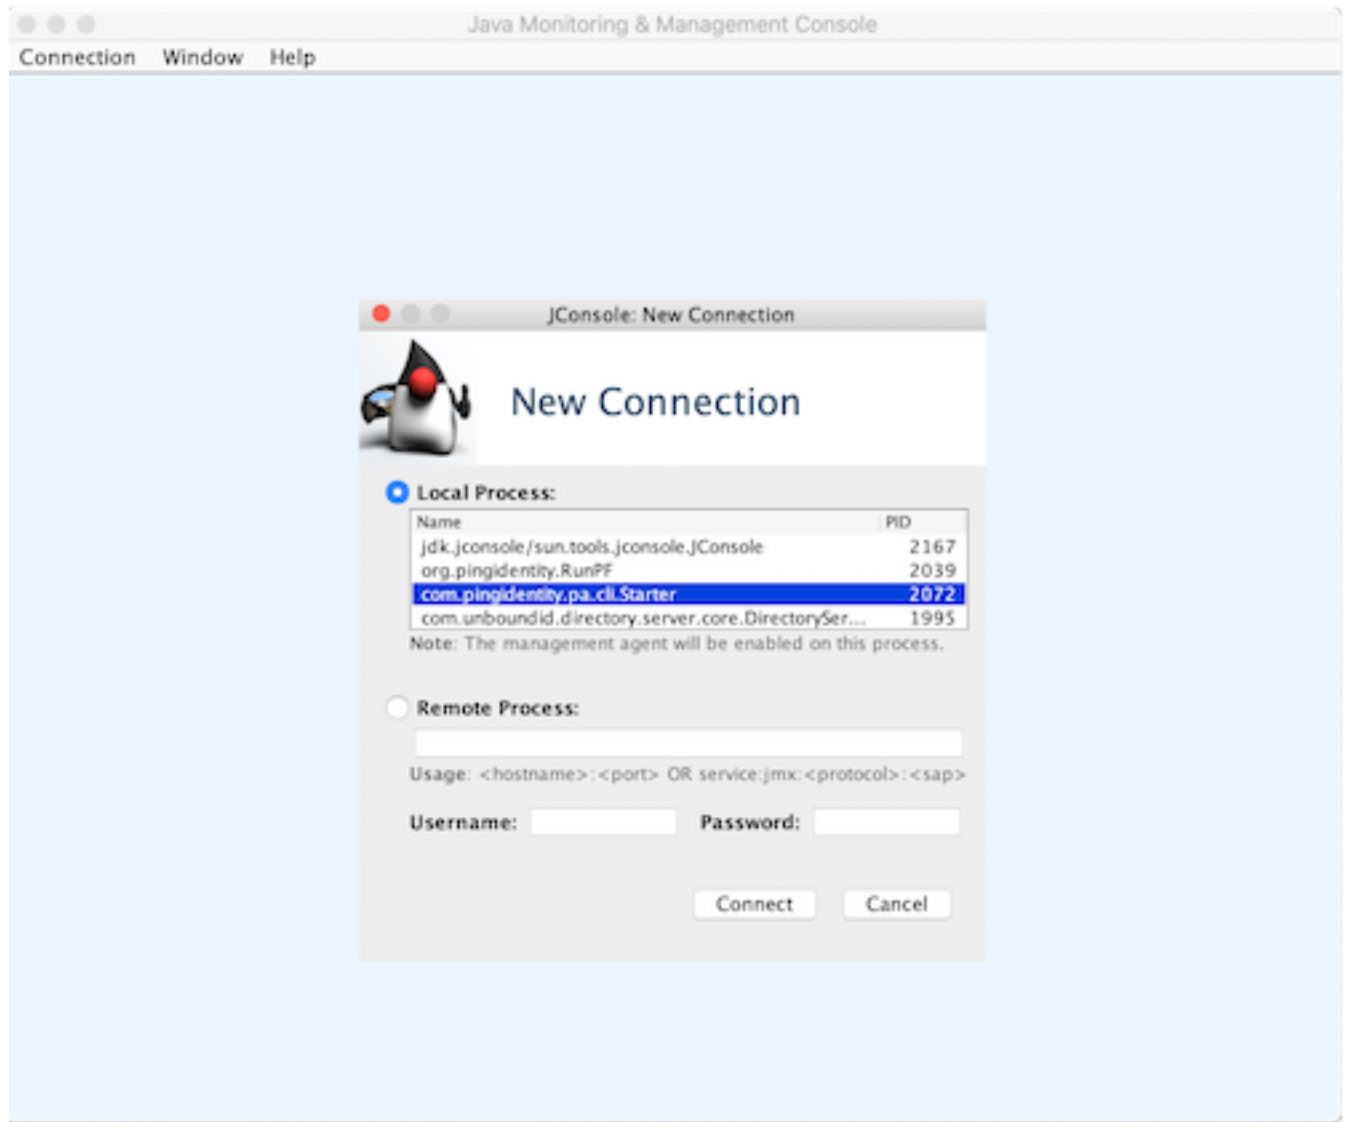 Java Monitoring & Management Console
Connection Window Help
JConsole: New Connection
New Connection
Local Process:
Name PID
jdk.jconsole/sun.tools.jconsole.JConsole 2167
org.pingidentity.RunPF 2039
com.pingidentity.pa.cli.Starter 2072
com.unboundid.directory.server.core.DirectorySer... 1995
Note: The management agent will be enabled on this process.
Remote Process:
Usage: <hostname>:<port> OR service:jmx:<protocol>:<sap>
Username: Password:
Connect Cancel